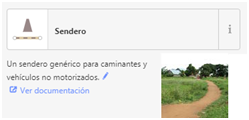 Sendero
Un sendero genérico para caminantes y
vehículos no motorizados.
Ver documentación